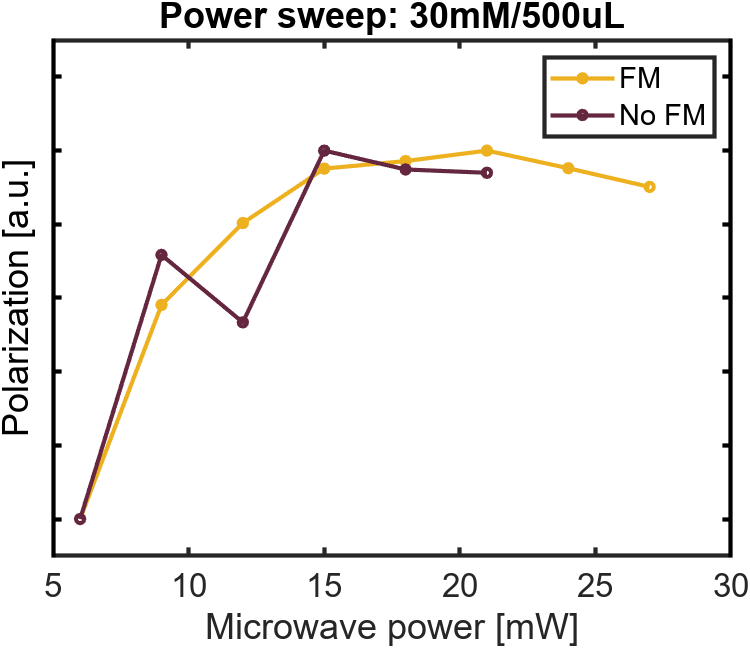 Power sweep: 30mM/500uL
FM
No FM
Polarization [a.u.]
5 10 15 20 25 30
Microwave power [mW]